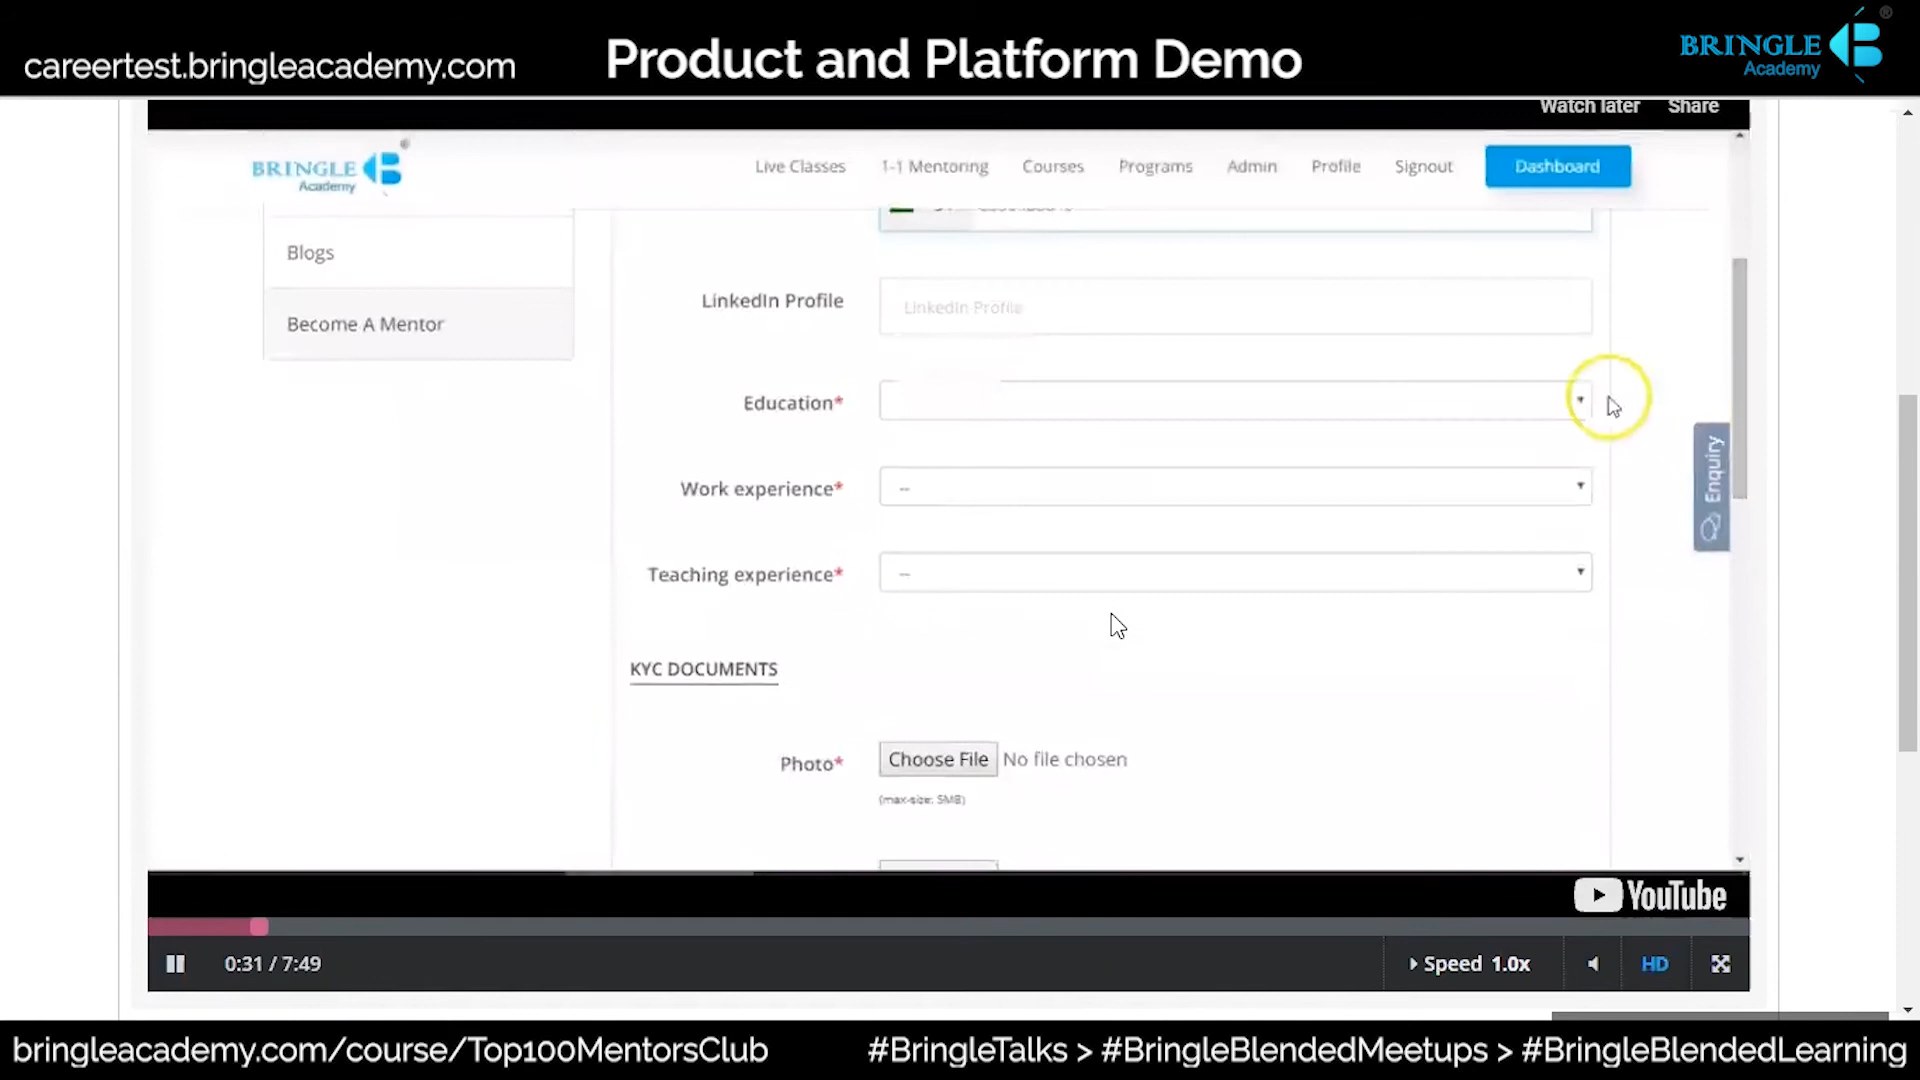 careertest.bringleacademy.com
Product and Platform Demo
BRINGLE
Academy
®
Watch later Share
BRINGLE
Academy
Live Classes 1-1 Mentoring Courses Programs Admin Profile Signout Dashboard
Blogs
Become A Mentor
LinkedIn Profile LinkedIn Profile
Education*
Work experience* --
Teaching experience* --
Enquiry
KYC DOCUMENTS
Photo* Choose File No file chosen
(max-size: 5MB)
YouTube
0:31 / 7:49
Speed 1.0x
HD
bringleacademy.com/course/Top100MentorsClub
#BringleTalks > #BringleBlendedMeetups > #BringleBlendedLearning